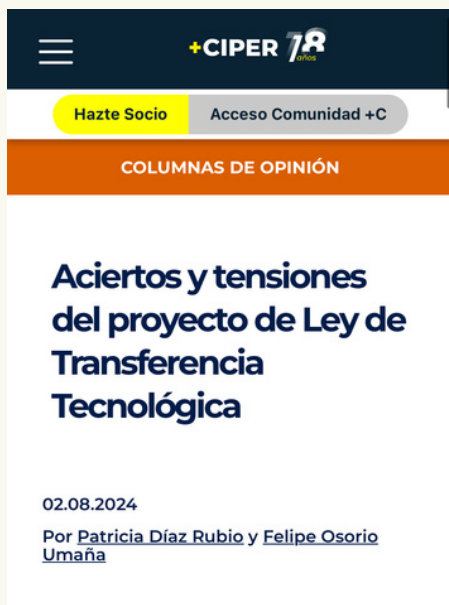 +CIPER 18 años
Hazte Socio Acceso Comunidad +C
COLUMNAS DE OPINIÓN
Aciertos y tensiones
del proyecto de Ley de
Transferencia
Tecnológica
02.08.2024
Por Patricia Díaz Rubio y Felipe Osorio
Umaña